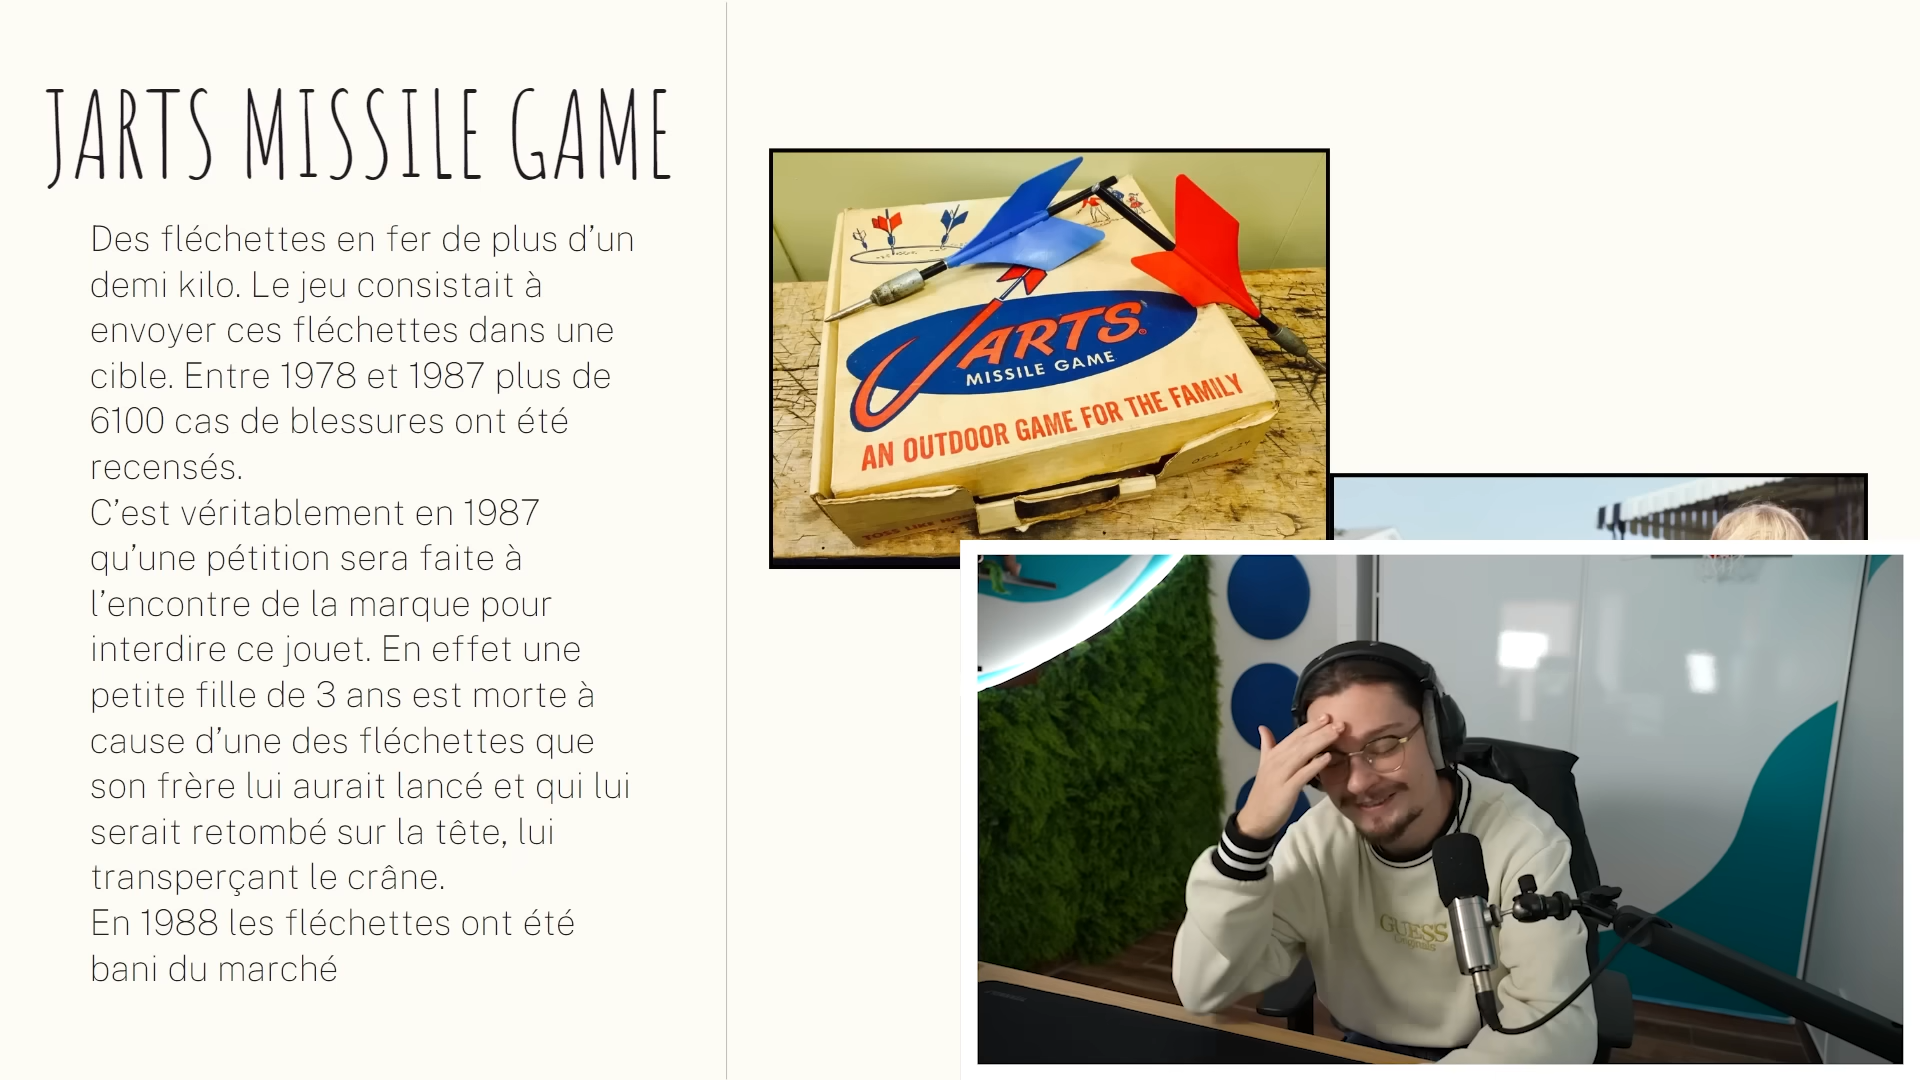 JARTS MISSILE GAME
Des fléchettes en fer de plus d’un
demi kilo. Le jeu consistait à
envoyer ces fléchettes dans une
cible. Entre 1978 et 1987 plus de
6100 cas de blessures ont été
recensés.
C’est véritablement en 1987
qu’une pétition sera faite à
l’encontre de la marque pour
interdire ce jouet. En effet une
petite fille de 3 ans est morte à
cause d’une des fléchettes que
son frère lui aurait lancé et qui lui
serait retombé sur la tête, lui
transperçant le crâne.
En 1988 les fléchettes ont été
bani du marché
JARTS®
MISSILE GAME
AN OUTDOOR GAME FOR THE FAMILY
TOSS LIKE
GUESS
Originals